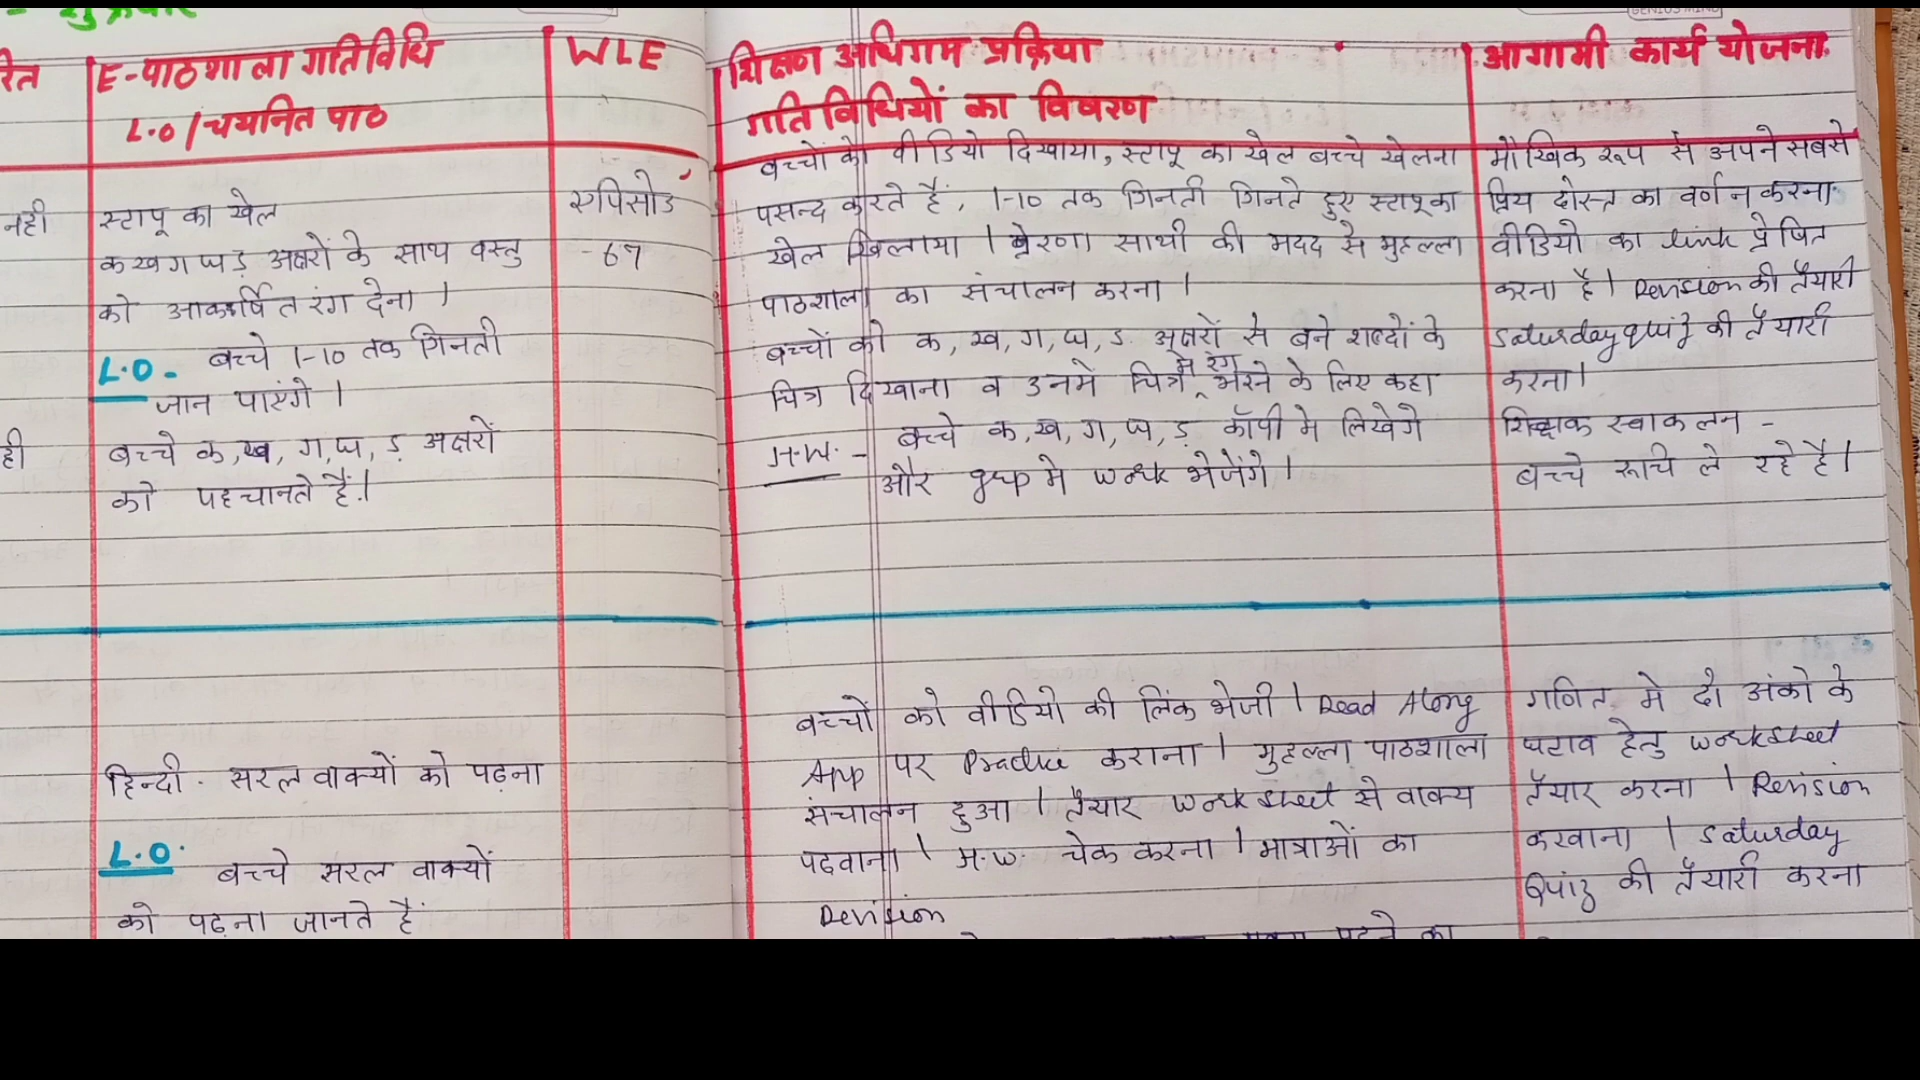 शुक्रवार
E-पाठशाला गतिविधि
L.O/चयनित पाठ
WLE
शिक्षण अधिगम प्रक्रिया
गतिविधियों का विवरण
आगामी कार्य योजना
नही
स्टापू का खेल
क ख ग घ ड़ अक्षरों के साथ वस्तु
को आकर्षित रंग देना ।
L.O. बच्चे 1-10 तक गिनती
जान पाएंगे ।
ही
बच्चे क, ख, ग, घ, ड़ अक्षरों
को पहचानते हैं।
एपिसोड
- 67
बच्चों को वीडियो दिखाया, स्टापू का खेल बच्चे खेलना
पसन्द करते हैं, 1-10 तक गिनती गिनते हुए स्टापू का
खेल खिलाया । प्रेरणा साथी की मदद से मुहल्ला
पाठशाला का संचालन करना ।
बच्चों को क, ख, ग, घ, ड. अक्षरों से बने शब्दों के
चित्र दिखाना व उनमें चित्र में रंग भरने के लिए कहा
H.W. - बच्चे क, ख, ग, घ, ड़ कॉपी मे लिखेगे
और grp मे work भेजेंगे ।
मौखिक रूप से अपने सबसे
प्रिय दोस्त का वर्णन करना
वीडियो का link प्रेषित
करना है । Revision की तैयारी
Saturday quiz की तैयारी
करना ।
शिक्षक स्वाकलन -
बच्चे रूचि ले रहे है ।
हिन्दी - सरल वाक्यों को पढ़ना
L.O. बच्चे सरल वाक्यों
को पढ़ना जानते हैं
बच्चों को वीडियो की लिंक भेजी । Read Along
App पर Practice कराना । मुहल्ला पाठशाला
संचालन हुआ । तैयार worksheet से वाक्य
पढवाना । H.W. चेक करना । मात्राओं का
Revision
गणित मे दो अंको के
घटाव हेतु worksheet
तैयार करना । Revision
करवाना । Saturday
Quiz की तैयारी करना